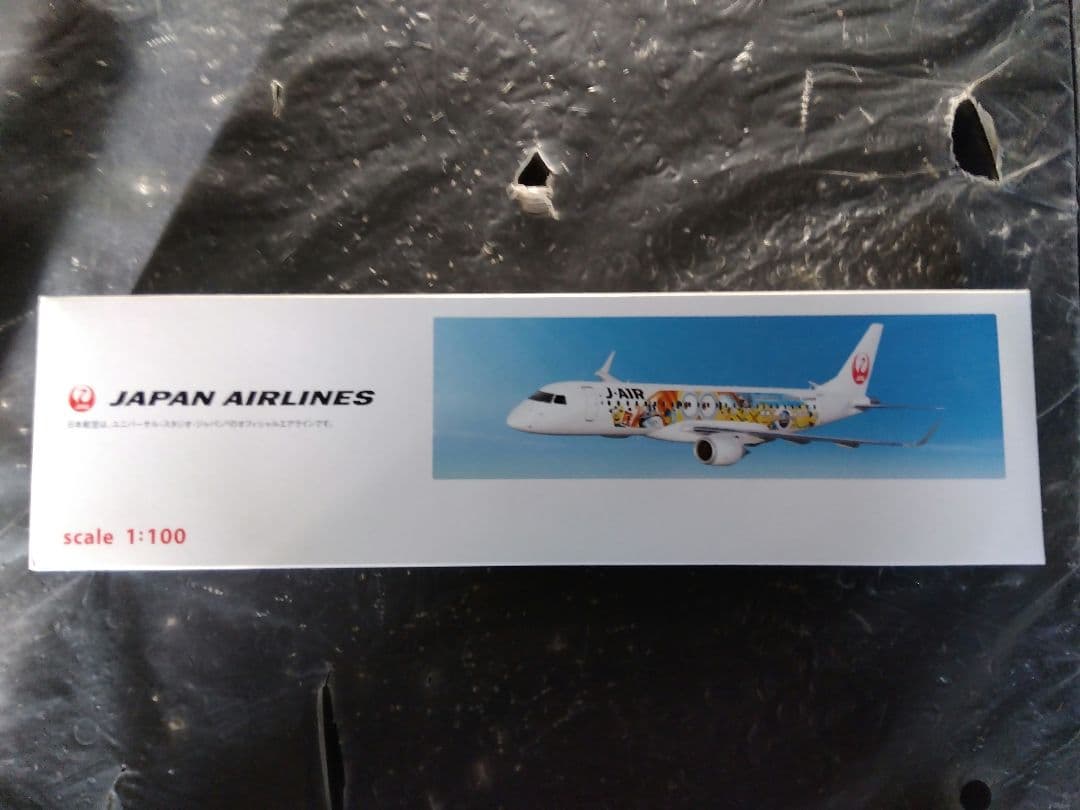 JAPAN AIRLINES
日本航空は、ユニバーサル・スタジオ・ジャパンのオフィシャルエアラインです。
J-AIR
scale 1:100